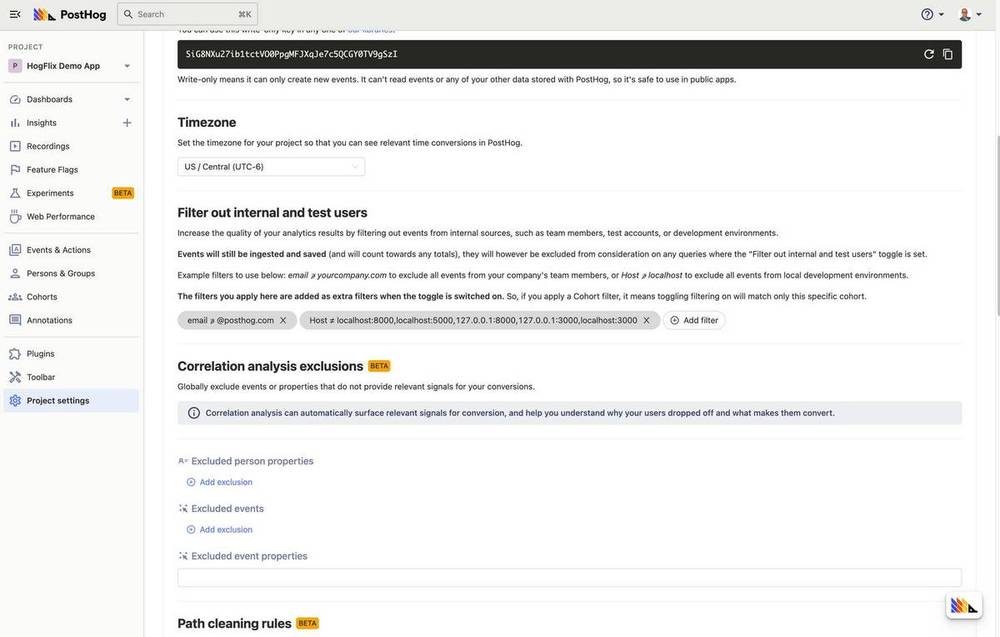 PostHog
Search
⌘K
PROJECT
P
HogFlix Demo App
Dashboards
Insights
Recordings
Feature Flags
Experiments
BETA
Web Performance
Events & Actions
Persons & Groups
Cohorts
Annotations
Plugins
Toolbar
Project settings
You can use this write-only key in any one of our libraries.
SiG8NXu27ib1tctVO0PpgMFJXqJe7c5QCGY0TV9gSzI
Write-only means it can only create new events. It can't read events or any of your other data stored with PostHog, so it's safe to use in public apps.
Timezone
Set the timezone for your project so that you can see relevant time conversions in PostHog.
US / Central (UTC-6)
Filter out internal and test users
Increase the quality of your analytics results by filtering out events from internal sources, such as team members, test accounts, or development environments.
Events will still be ingested and saved (and will count towards any totals), they will however be excluded from consideration on any queries where the "Filter out internal and test users" toggle is set.
Example filters to use below: email ∌ yourcompany.com to exclude all events from your company's team members, or Host ∌ localhost to exclude all events from local development environments.
The filters you apply here are added as extra filters when the toggle is switched on. So, if you apply a Cohort filter, it means toggling filtering on will match only this specific cohort.
email ∌ @posthog.com
Host ≠ localhost:8000,localhost:5000,127.0.0.1:8000,127.0.0.1:3000,localhost:3000
Add filter
Correlation analysis exclusions BETA
Globally exclude events or properties that do not provide relevant signals for your conversions.
Correlation analysis can automatically surface relevant signals for conversion, and help you understand why your users dropped off and what makes them convert.
Excluded person properties
Add exclusion
Excluded events
Add exclusion
Excluded event properties
Path cleaning rules BETA